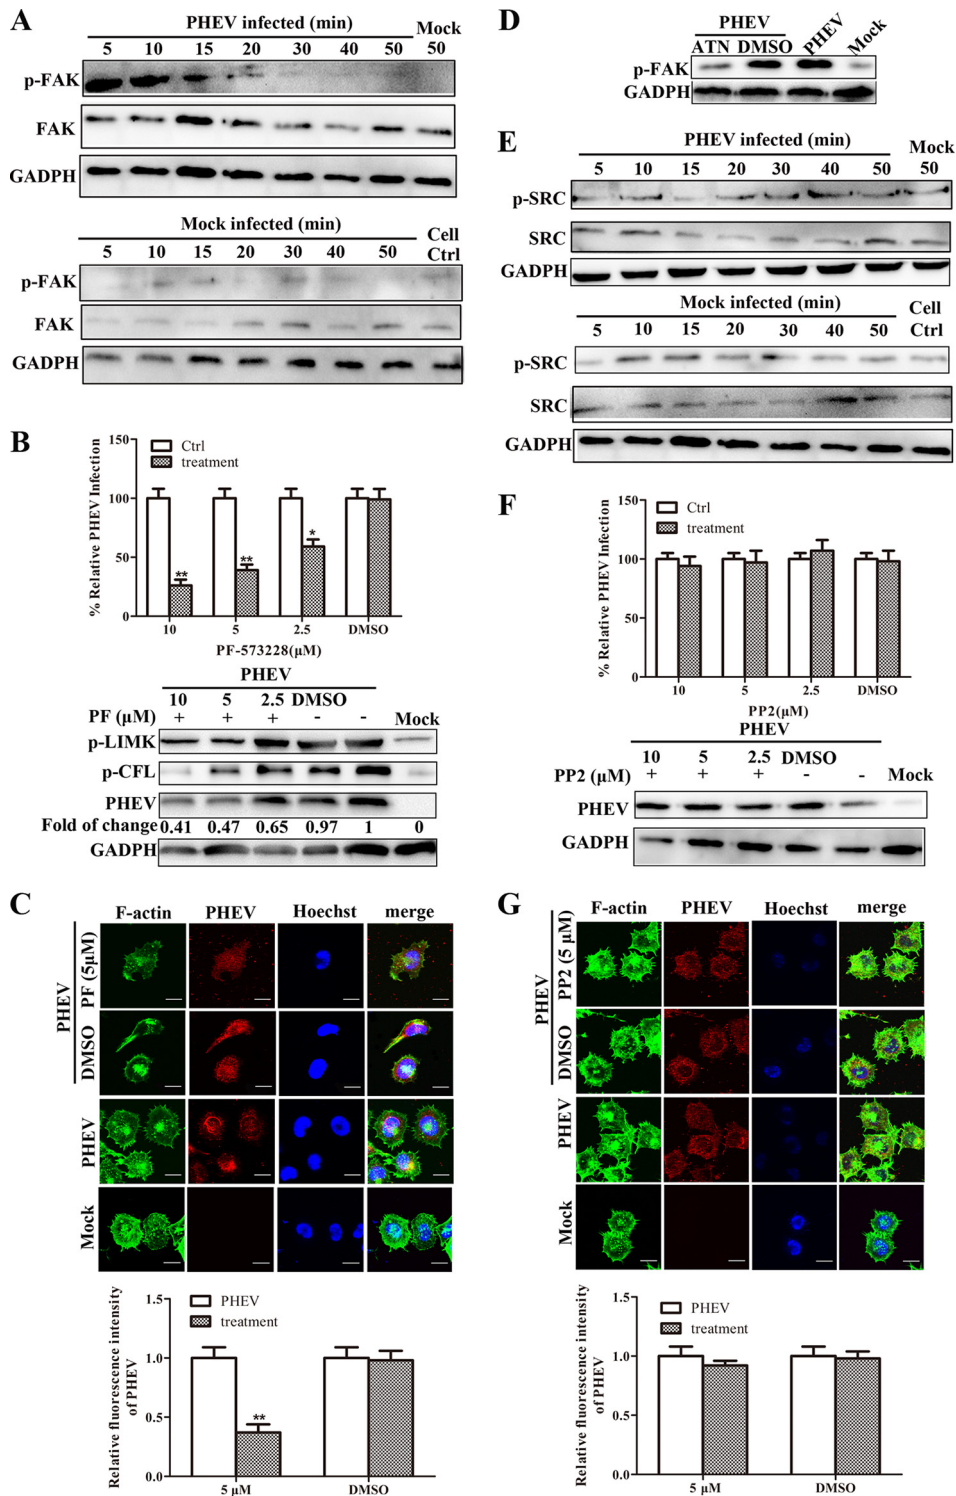 A
PHEV infected (min) Mock
5 10 15 20 30 40 50 50
p-FAK
FAK
GADPH
Mock infected (min) Cell
5 10 15 20 30 40 50 Ctrl
p-FAK
FAK
GADPH
B
% Relative PHEV Infection
150
100
50
0
Ctrl
treatment
** ** *
10 5 2.5 DMSO
PF-573228(μM)
PHEV
10 5 2.5 DMSO
PF (μM) + + + - - Mock
p-LIMK
p-CFL
PHEV
Fold of change 0.41 0.47 0.65 0.97 1 0
GADPH
C
F-actin PHEV Hoechst merge
PHEV
PF (5μM)
DMSO
PHEV
Mock
Relative fluorescence intensity
of PHEV
1.5
1.0
0.5
0.0
PHEV
treatment
**
5 μM DMSO
D
PHEV
ATN DMSO PHEV Mock
p-FAK
GADPH
E
PHEV infected (min) Mock
5 10 15 20 30 40 50 50
p-SRC
SRC
GADPH
Mock infected (min) Cell
5 10 15 20 30 40 50 Ctrl
p-SRC
SRC
GADPH
F
% Relative PHEV Infection
150
100
50
0
Ctrl
treatment
10 5 2.5 DMSO
PP2(μM)
PHEV
10 5 2.5 DMSO
PP2 (μM) + + + - - Mock
PHEV
GADPH
G
F-actin PHEV Hoechst merge
PHEV
PP2 (5 μM)
DMSO
PHEV
Mock
Relative fluorescence intensity
of PHEV
1.5
1.0
0.5
0.0
PHEV
treatment
5 μM DMSO